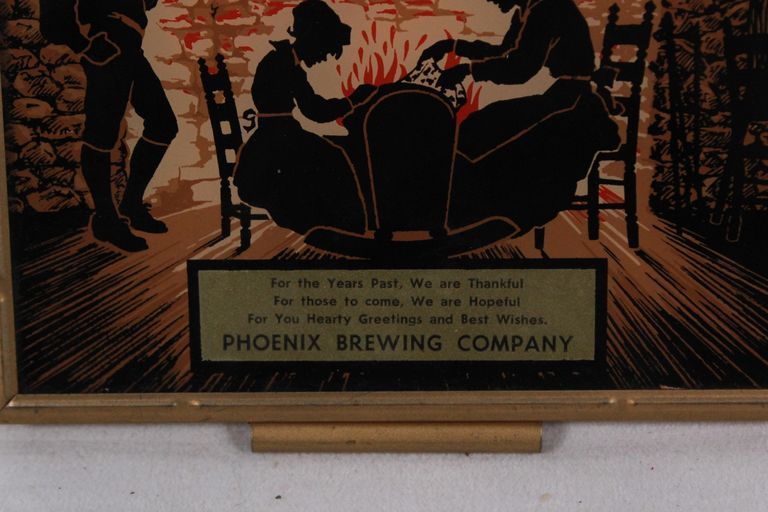 For the Years Past, We are Thankful
For those to come, We are Hopeful
For You Hearty Greetings and Best Wishes.
PHOENIX BREWING COMPANY